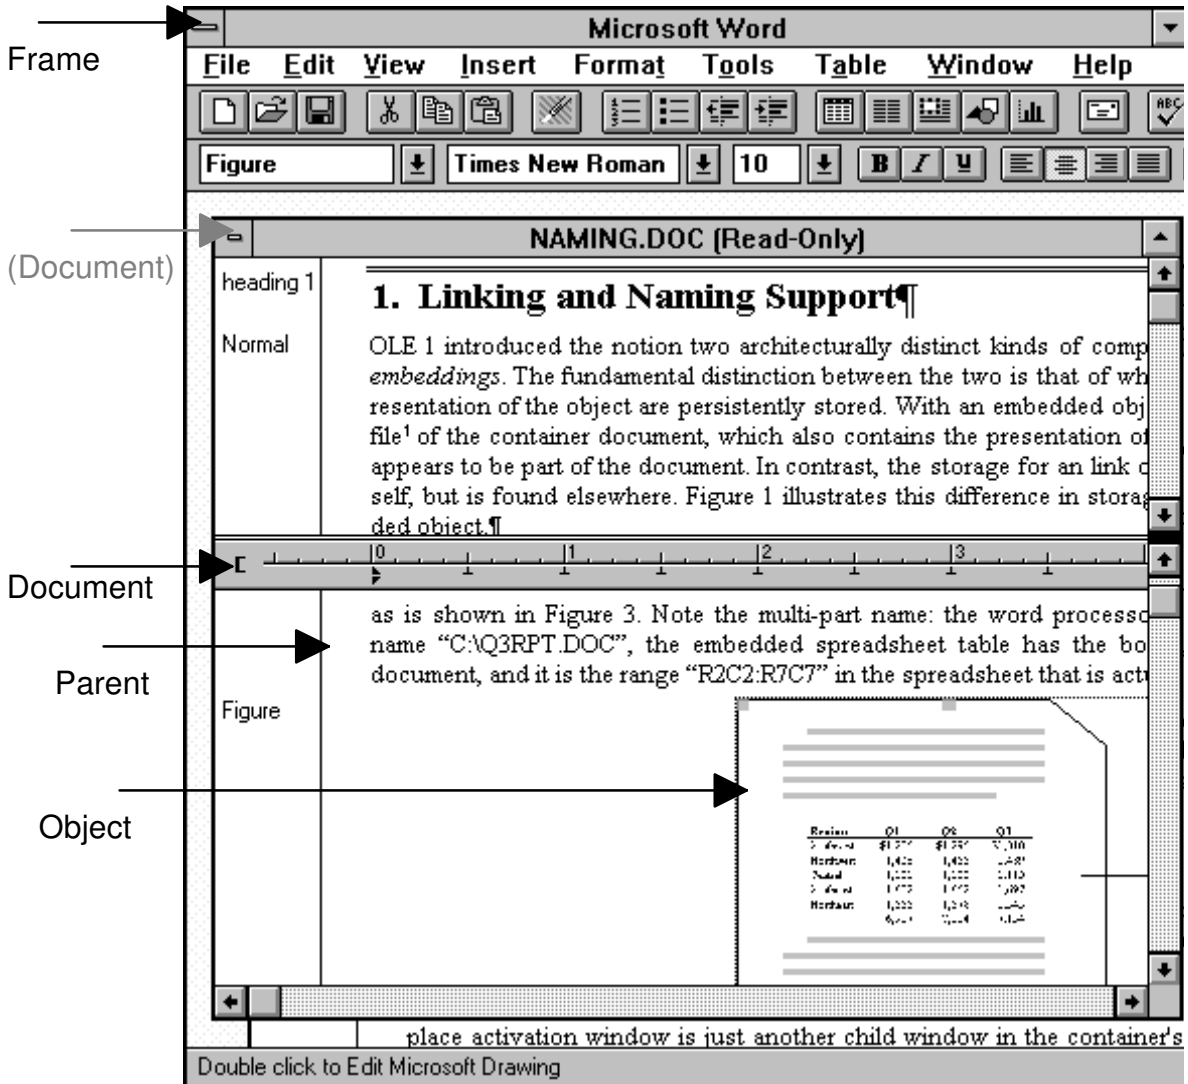 Microsoft Word
Frame
File Edit View Insert Format Tools Table Window Help
ABC
Figure Times New Roman 10 B I U
NAMING.DOC (Read-Only)
(Document)
heading 1
1. Linking and Naming Support¶
Normal
OLE 1 introduced the notion two architecturally distinct kinds of comp
embeddings. The fundamental distinction between the two is that of wh
resentation of the object are persistently stored. With an embedded obj
file¹ of the container document, which also contains the presentation of
appears to be part of the document. In contrast, the storage for an link
self, but is found elsewhere. Figure 1 illustrates this difference in storag
ded object.¶
0 1 2 3
Document
as is shown in Figure 3. Note the multi-part name: the word processo
name “C:\Q3RPT.DOC”, the embedded spreadsheet table has the bo
document, and it is the range “R2C2:R7C7” in the spreadsheet that is act
Parent
Figure
Object
Region Q1 Q2
place activation window is just another child window in the container's
Double click to Edit Microsoft Drawing